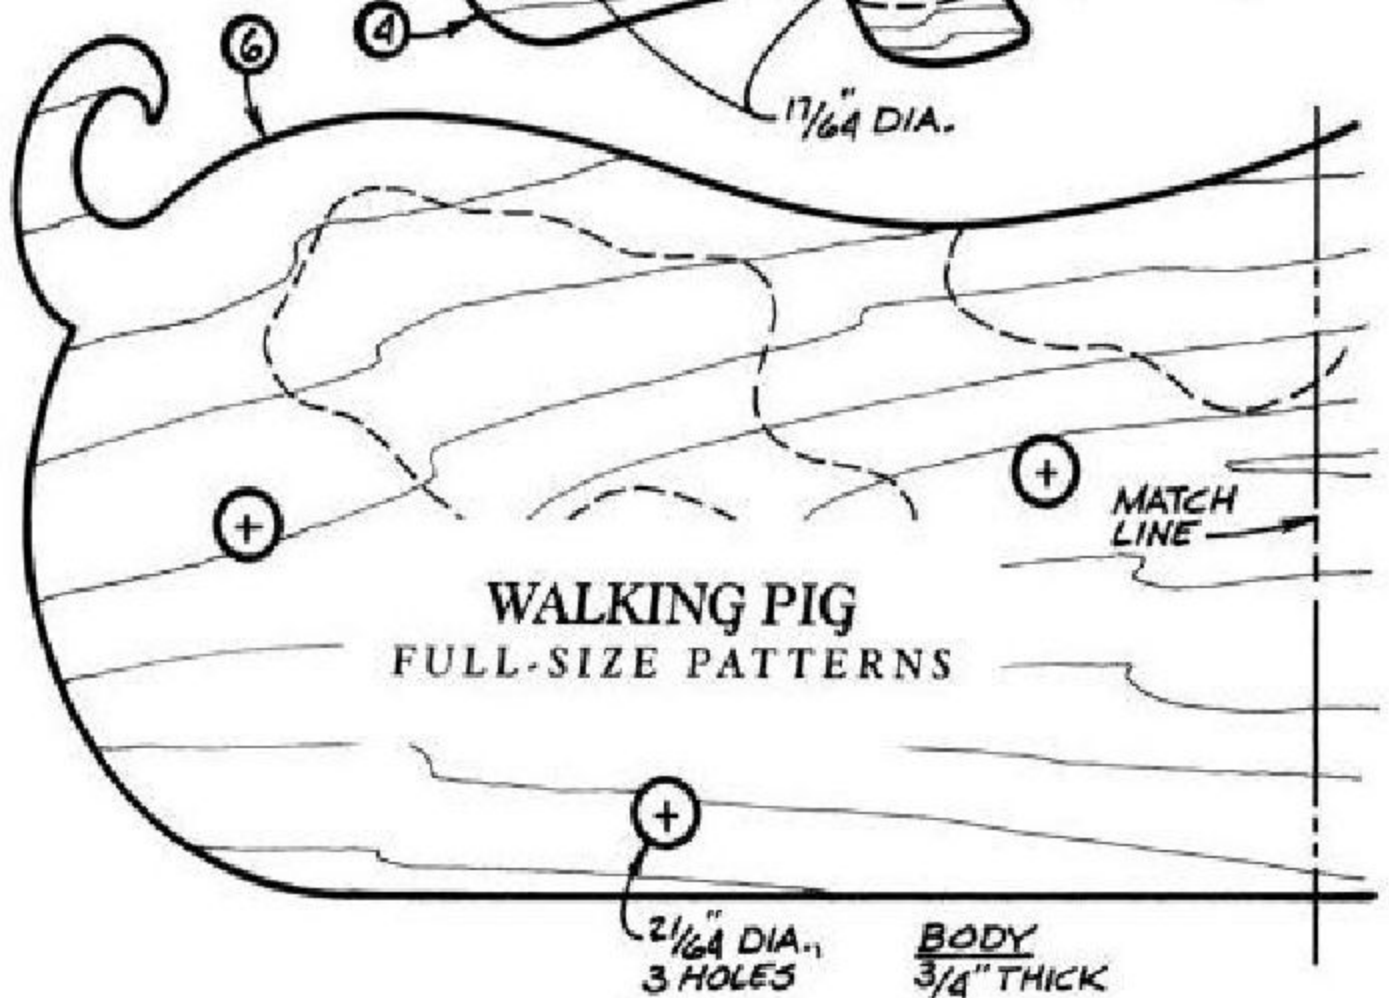 6
4
17/64" DIA.
MATCH
LINE
WALKING PIG
FULL-SIZE PATTERNS
21/64" DIA.,
3 HOLES
BODY
3/4" THICK